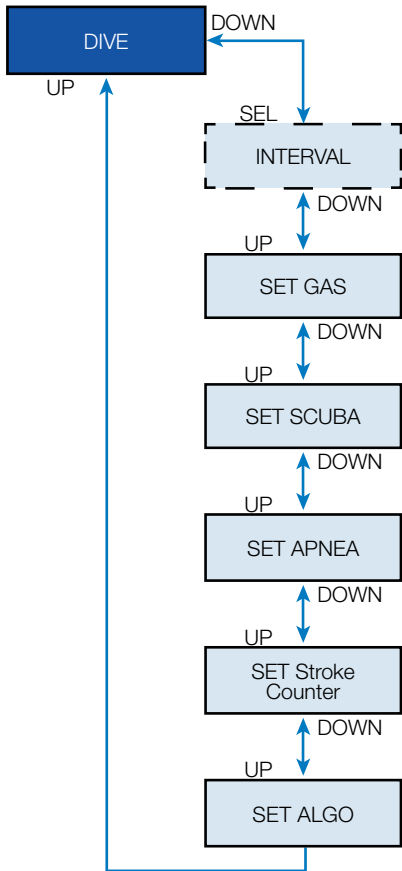 DIVE
DOWN
UP
SEL
INTERVAL
DOWN
UP
SET GAS
DOWN
UP
SET SCUBA
DOWN
UP
SET APNEA
DOWN
UP
SET Stroke
Counter
DOWN
UP
SET ALGO